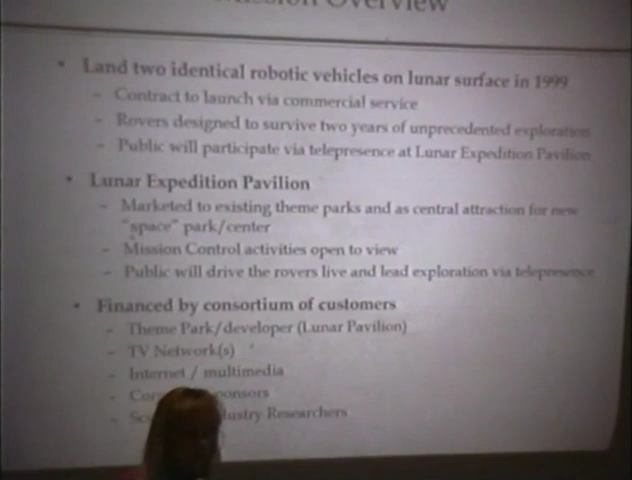 Overview
• Land two identical robotic vehicles on lunar surface in 1999
– Contract to launch via commercial service
– Rovers designed to survive two years of unprecedented exploration
– Public will participate via telepresence at Lunar Expedition Pavilion
• Lunar Expedition Pavilion
– Marketed to existing theme parks and as central attraction for new
"space" park/center
– Mission Control activities open to view
– Public will drive the rovers live and lead exploration via telepresence
• Financed by consortium of customers
– Theme Park/developer (Lunar Pavilion)
– TV Network(s)
– Internet / multimedia
–
– Researchers